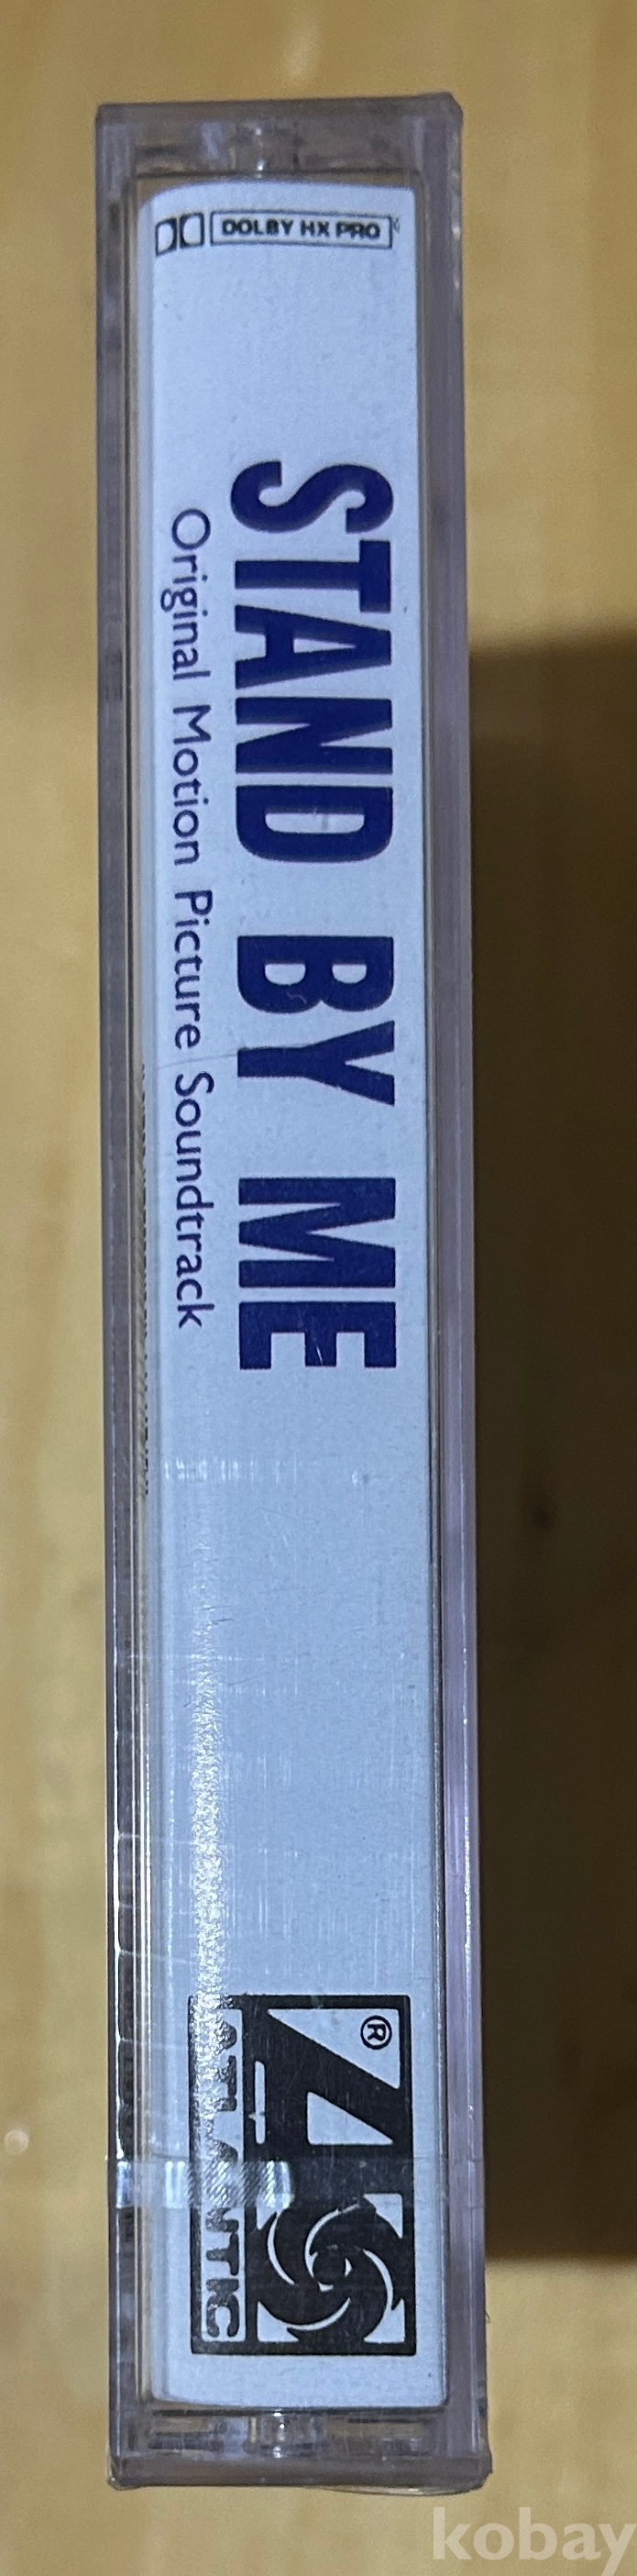 DOLBY HX PRO
STAND BY ME
Original Motion Picture Soundtrack
®
ATLANTIC
kobay